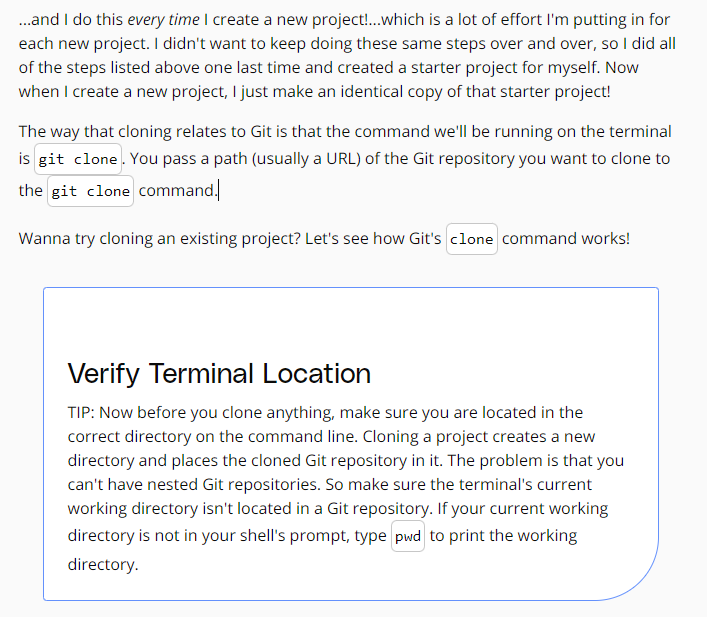 ...and I do this every time I create a new project!...which is a lot of effort I'm putting in for
each new project. I didn't want to keep doing these same steps over and over, so I did all
of the steps listed above one last time and created a starter project for myself. Now
when I create a new project, I just make an identical copy of that starter project!
The way that cloning relates to Git is that the command we'll be running on the terminal
is git clone. You pass a path (usually a URL) of the Git repository you want to clone to
the git clone command.
Wanna try cloning an existing project? Let's see how Git's clone command works!
Verify Terminal Location
TIP: Now before you clone anything, make sure you are located in the
correct directory on the command line. Cloning a project creates a new
directory and places the cloned Git repository in it. The problem is that you
can't have nested Git repositories. So make sure the terminal's current
working directory isn't located in a Git repository. If your current working
directory is not in your shell's prompt, type pwd to print the working
directory.